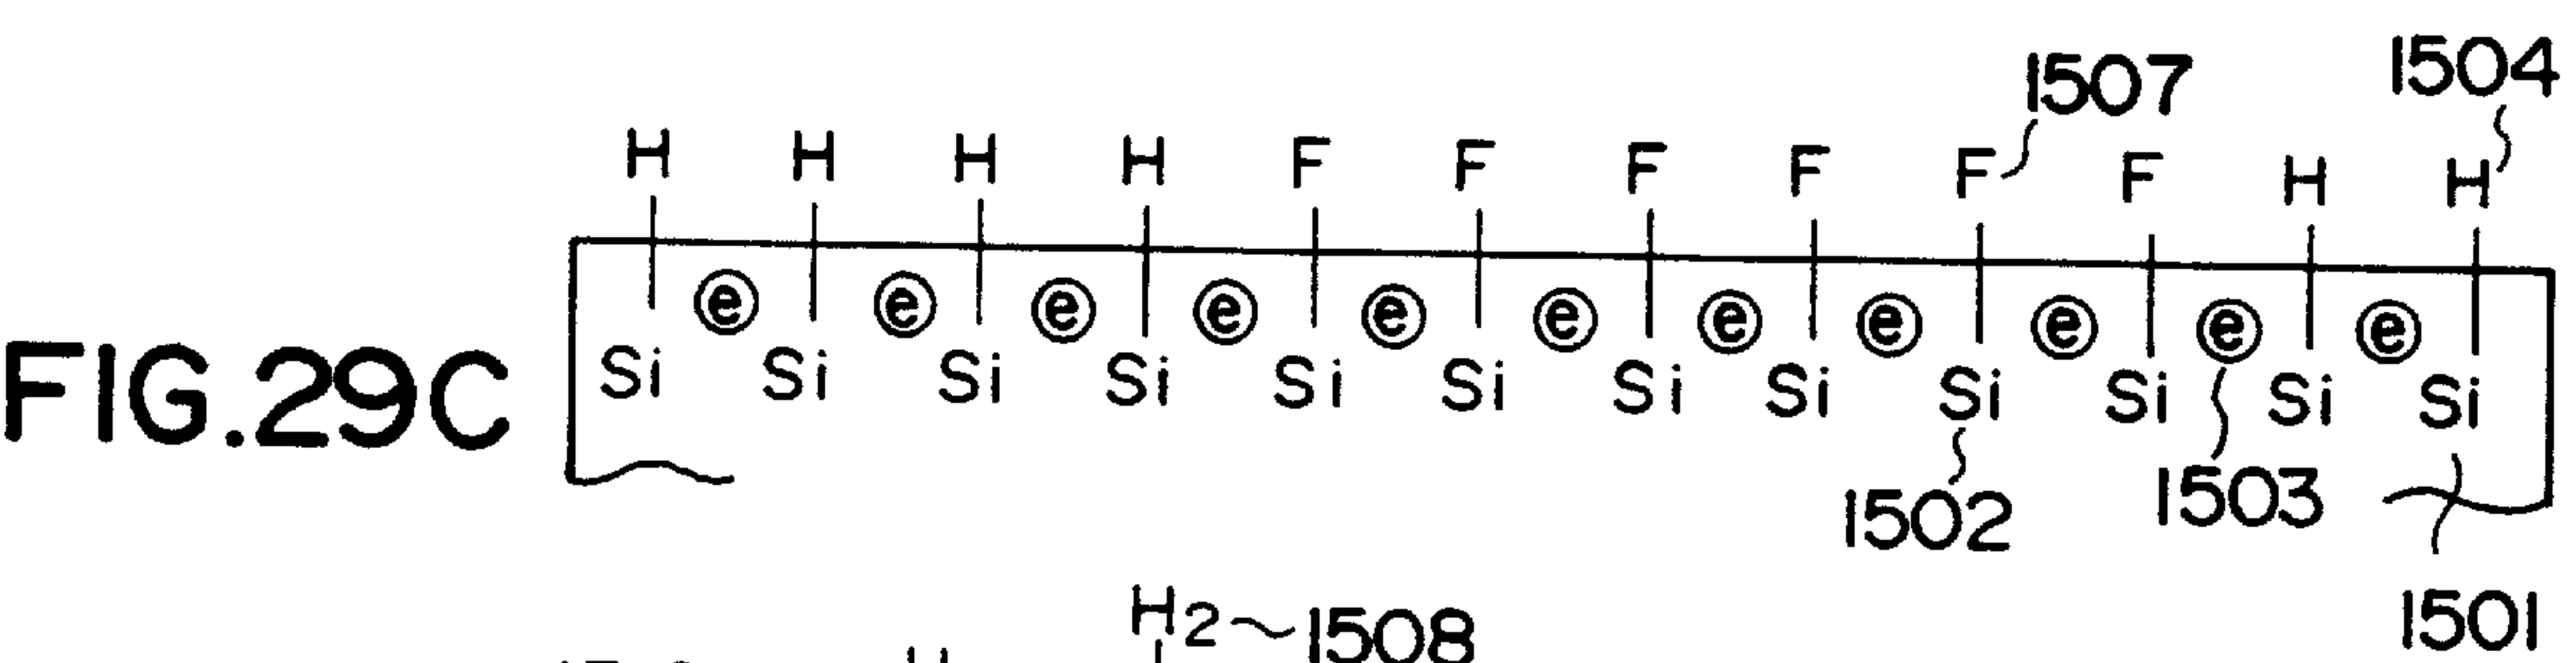 1507 1504
H H H H F F F F F F H H
e e e e e e e e e e e
FIG.29C
Si Si Si Si Si Si Si Si Si Si Si Si
1502 1503
1501
H2 1508